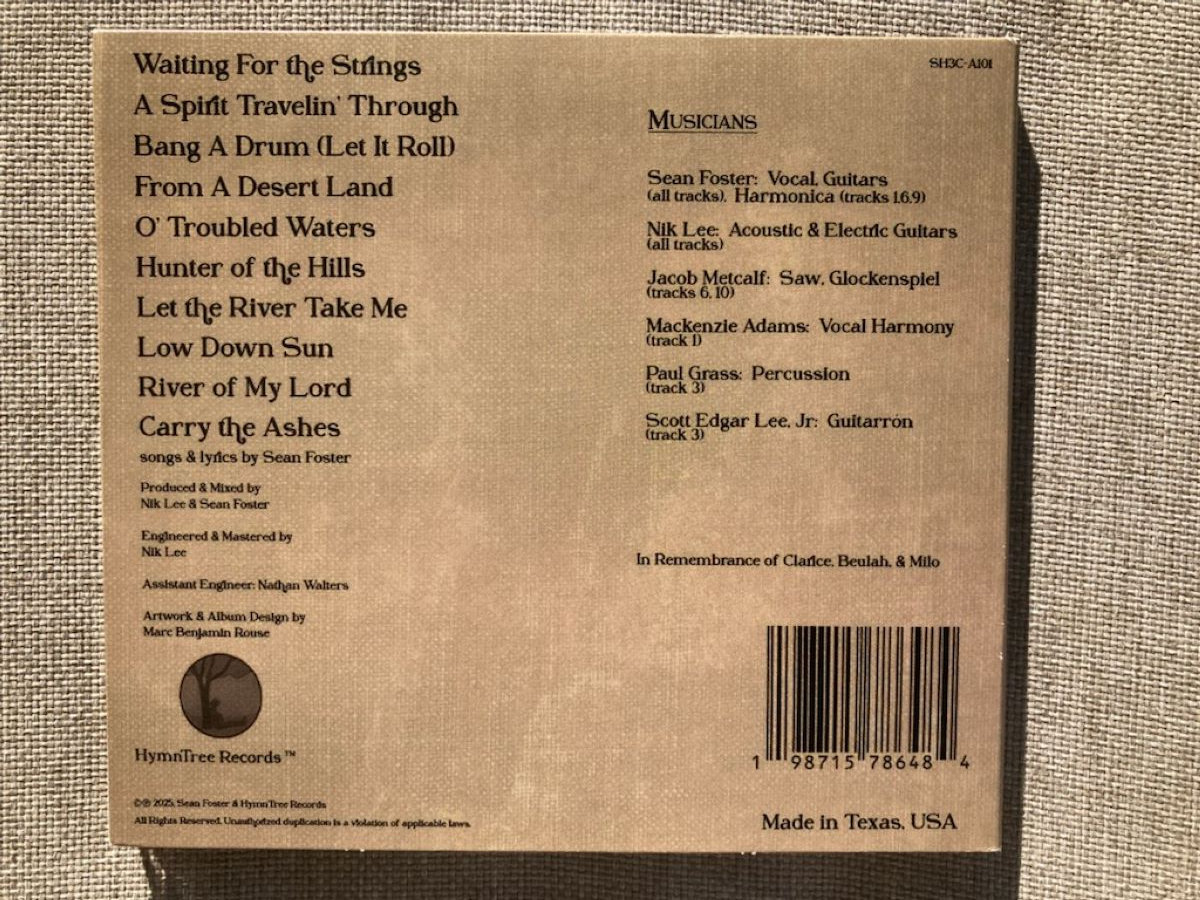 Waiting For the Strings
A Spirit Travelin' Through
Bang A Drum (Let It Roll)
From A Desert Land
O' Troubled Waters
Hunter of the Hills
Let the River Take Me
Low Down Sun
River of My Lord
Carry the Ashes
songs & lyrics by Sean Foster
Produced & Mixed by
Nik Lee & Sean Foster
Engineered & Mastered by
Nik Lee
Assistant Engineer: Nathan Walters
Artwork & Album Design by
Marc Benjamin Rouse
HymnTree Records ™
©℗ 2025, Sean Foster & HymnTree Records
All Rights Reserved. Unauthorized duplication is a violation of applicable laws.
SH3C-A101
MUSICIANS
Sean Foster: Vocal, Guitars
(all tracks), Harmonica (tracks 1,6,9)
Nik Lee: Acoustic & Electric Guitars
(all tracks)
Jacob Metcalf: Saw, Glockenspiel
(tracks 6, 10)
Mackenzie Adams: Vocal Harmony
(track 1)
Paul Grass: Percussion
(track 3)
Scott Edgar Lee, Jr: Guitarrón
(track 3)
In Remembrance of Clarice, Beulah, & Milo
1 98715 78648 4
Made in Texas, USA